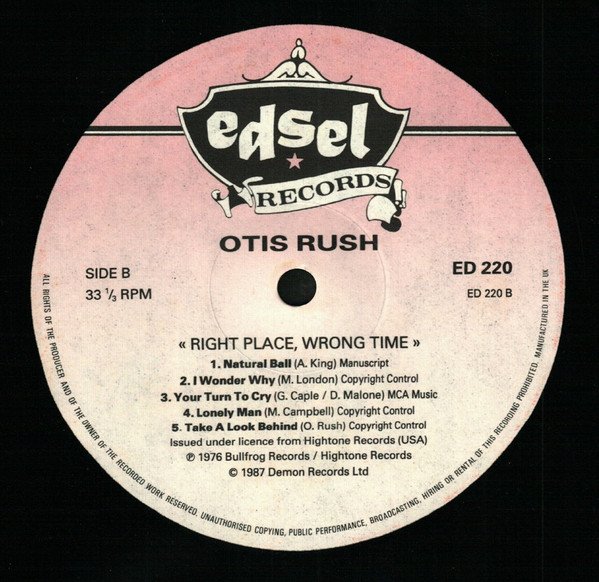 edsel
RECORDS
OTIS RUSH
SIDE B
33 ⅓ RPM
ED 220
ED 220 B
« RIGHT PLACE, WRONG TIME »
1. Natural Ball (A. King) Manuscript
2. I Wonder Why (M. London) Copyright Control
3. Your Turn To Cry (G. Caple / D. Malone) MCA Music
4. Lonely Man (M. Campbell) Copyright Control
5. Take A Look Behind (O. Rush) Copyright Control
Issued under licence from Hightone Records (USA)
℗ 1976 Bullfrog Records / Hightone Records
© 1987 Demon Records Ltd
ALL RIGHTS OF THE PRODUCER AND OF THE OWNER OF THE RECORDED WORK RESERVED. UNAUTHORISED COPYING, PUBLIC PERFORMANCE, BROADCASTING, HIRING OR RENTAL OF THIS RECORDING PROHIBITED. MANUFACTURED IN THE UK